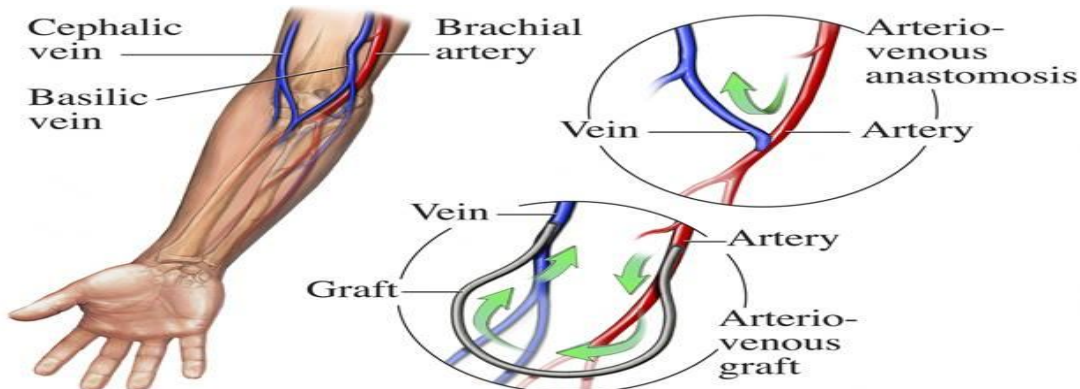 Cephalic
vein
Brachial
artery
Basilic
vein
Arterio-
venous
anastomosis
Vein
Artery
Vein
Artery
Graft
Arterio-
venous
graft